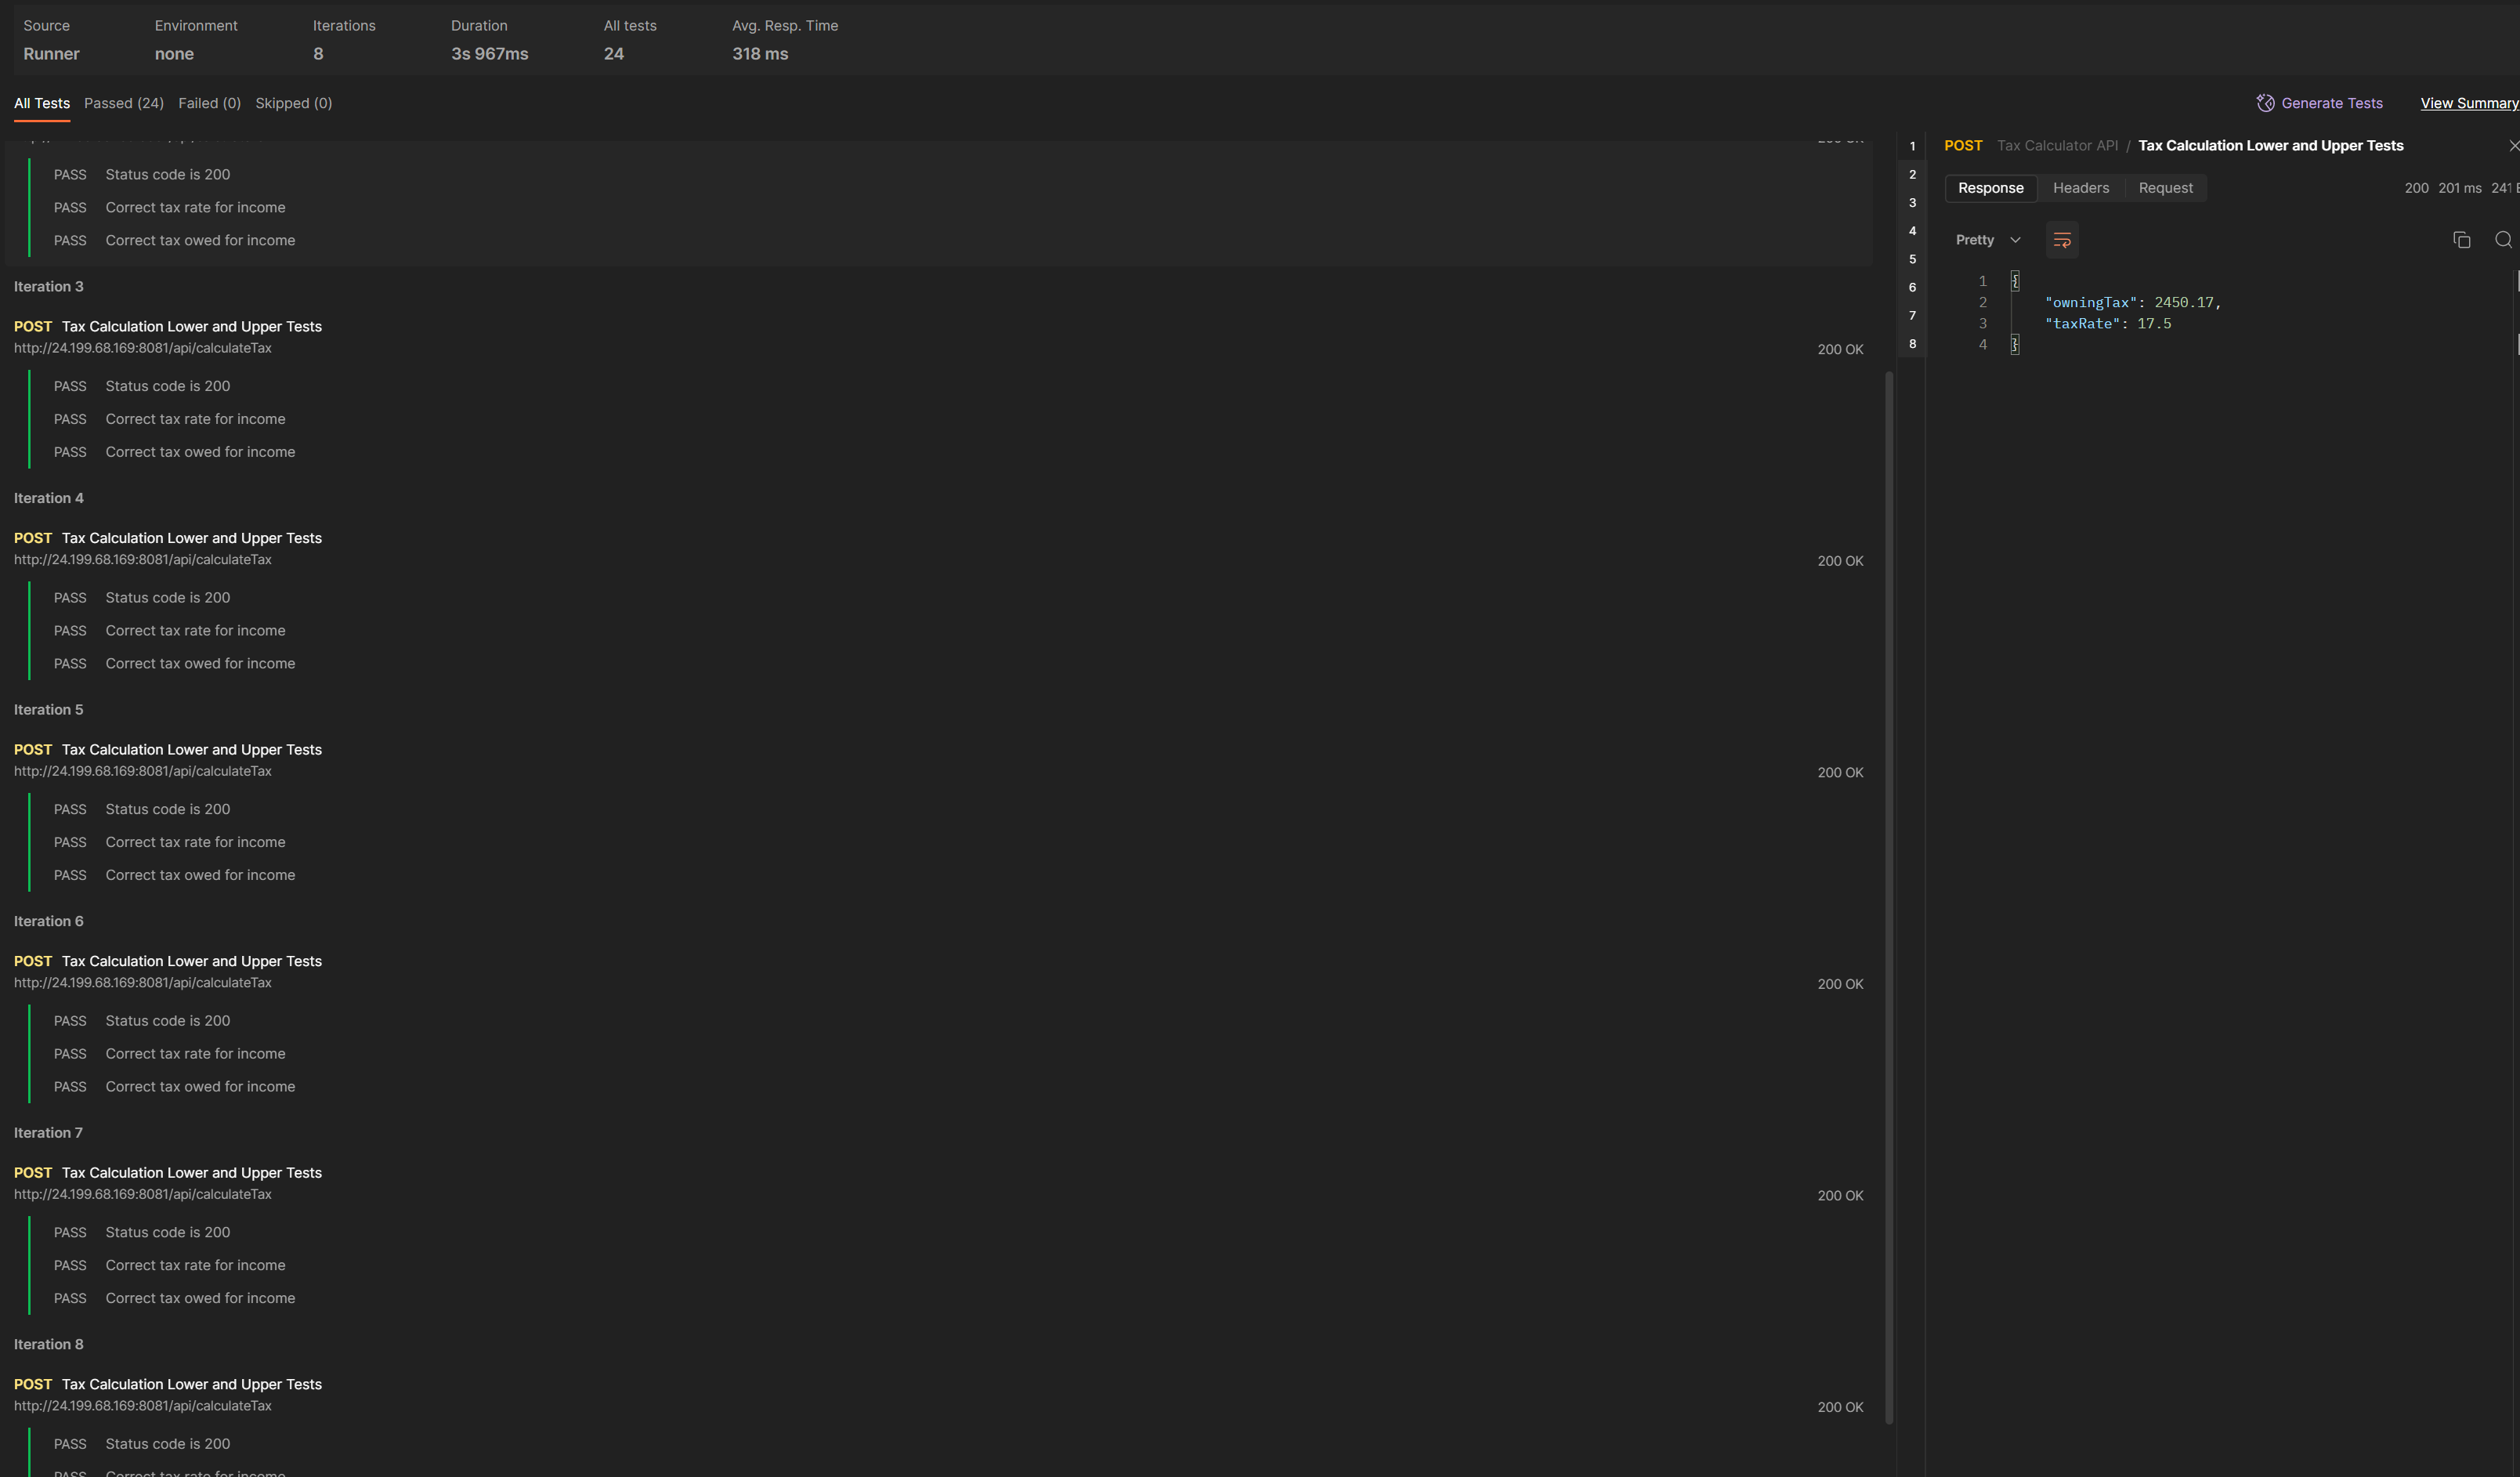 Source Environment Iterations Duration All tests Avg. Resp. Time
Runner none 8 3s 967ms 24 318 ms
All Tests Passed (24) Failed (0) Skipped (0) Generate Tests View Summary
PASS Status code is 200
PASS Correct tax rate for income
PASS Correct tax owed for income
Iteration 3
POST Tax Calculation Lower and Upper Tests
http://24.199.68.169:8081/api/calculateTax
200 OK
PASS Status code is 200
PASS Correct tax rate for income
PASS Correct tax owed for income
Iteration 4
POST Tax Calculation Lower and Upper Tests
http://24.199.68.169:8081/api/calculateTax
200 OK
PASS Status code is 200
PASS Correct tax rate for income
PASS Correct tax owed for income
Iteration 5
POST Tax Calculation Lower and Upper Tests
http://24.199.68.169:8081/api/calculateTax
200 OK
PASS Status code is 200
PASS Correct tax rate for income
PASS Correct tax owed for income
Iteration 6
POST Tax Calculation Lower and Upper Tests
http://24.199.68.169:8081/api/calculateTax
200 OK
PASS Status code is 200
PASS Correct tax rate for income
PASS Correct tax owed for income
Iteration 7
POST Tax Calculation Lower and Upper Tests
http://24.199.68.169:8081/api/calculateTax
200 OK
PASS Status code is 200
PASS Correct tax rate for income
PASS Correct tax owed for income
Iteration 8
POST Tax Calculation Lower and Upper Tests
http://24.199.68.169:8081/api/calculateTax
200 OK
PASS Status code is 200
PASS Correct tax rate for income
1
2
3
4
5
6
7
8
POST Tax Calculator API / Tax Calculation Lower and Upper Tests
Response Headers Request 200 201 ms 241
Pretty
1 {
2 "owningTax": 2450.17,
3 "taxRate": 17.5
4 }